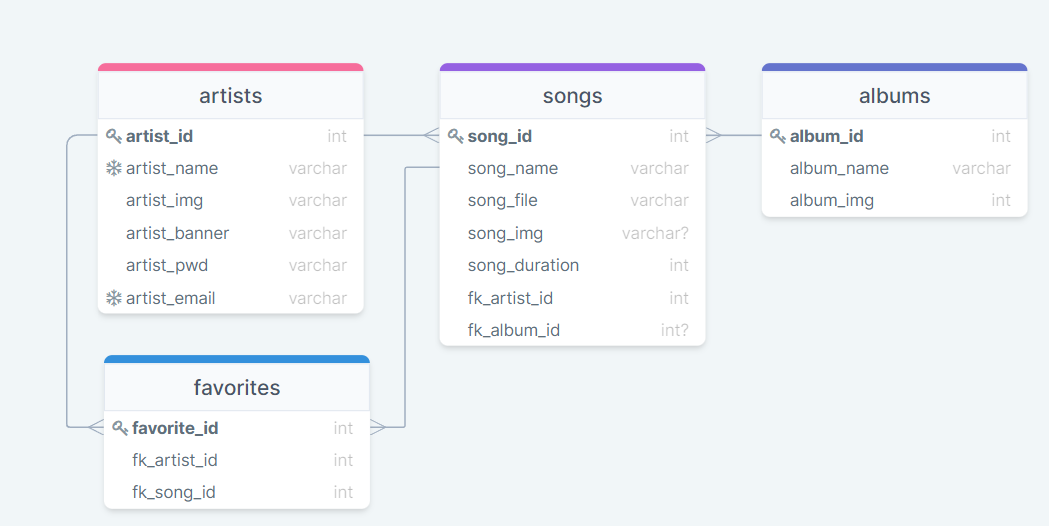 artists
artist_id int
artist_name varchar
artist_img varchar
artist_banner varchar
artist_pwd varchar
artist_email varchar
songs
song_id int
song_name varchar
song_file varchar
song_img varchar?
song_duration int
fk_artist_id int
fk_album_id int?
albums
album_id int
album_name varchar
album_img int
favorites
favorite_id int
fk_artist_id int
fk_song_id int